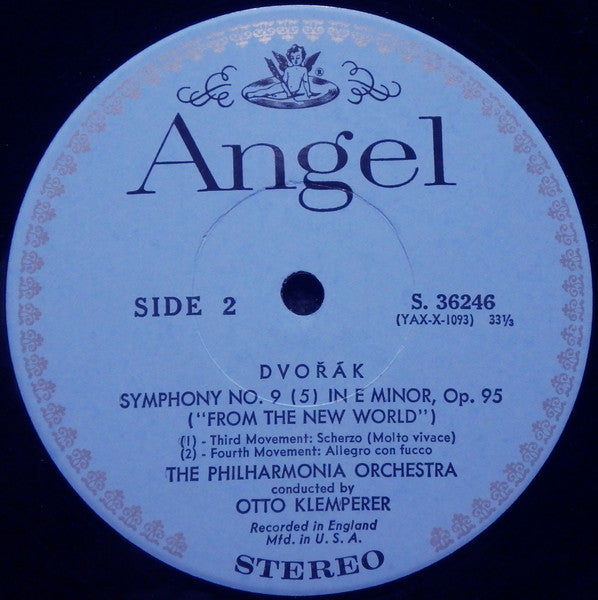 ®
Angel
SIDE 2
S. 36246
(YAX-X-1093) 33⅓
DVOŘÁK
SYMPHONY NO. 9 (5) IN E MINOR, Op. 95
("FROM THE NEW WORLD")
(1) - Third Movement: Scherzo (Molto vivace)
(2) - Fourth Movement: Allegro con fucco
THE PHILHARMONIA ORCHESTRA
conducted by
OTTO KLEMPERER
Recorded in England
Mfd. in U. S. A.
STEREO